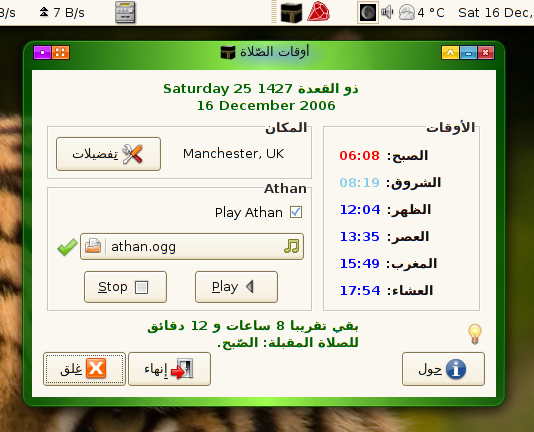 B/s
7 B/s
4 °C
Sat 16 Dec,
أوقات الصّلاة
Saturday 25 ذو القعدة 1427
16 December 2006
الأوقات
الصبح: 06:08
الشروق: 08:19
الظهر: 12:04
العصر: 13:35
المغرب: 15:49
العشاء: 17:54
المكان
Manchester, UK
تفضيلات
Athan
Play Athan
athan.ogg
Play
Stop
بقي تقريبا 8 ساعات و 12 دقائق
للصلاة المقبلة: الصّبح.
حول
إنهاء
غلق